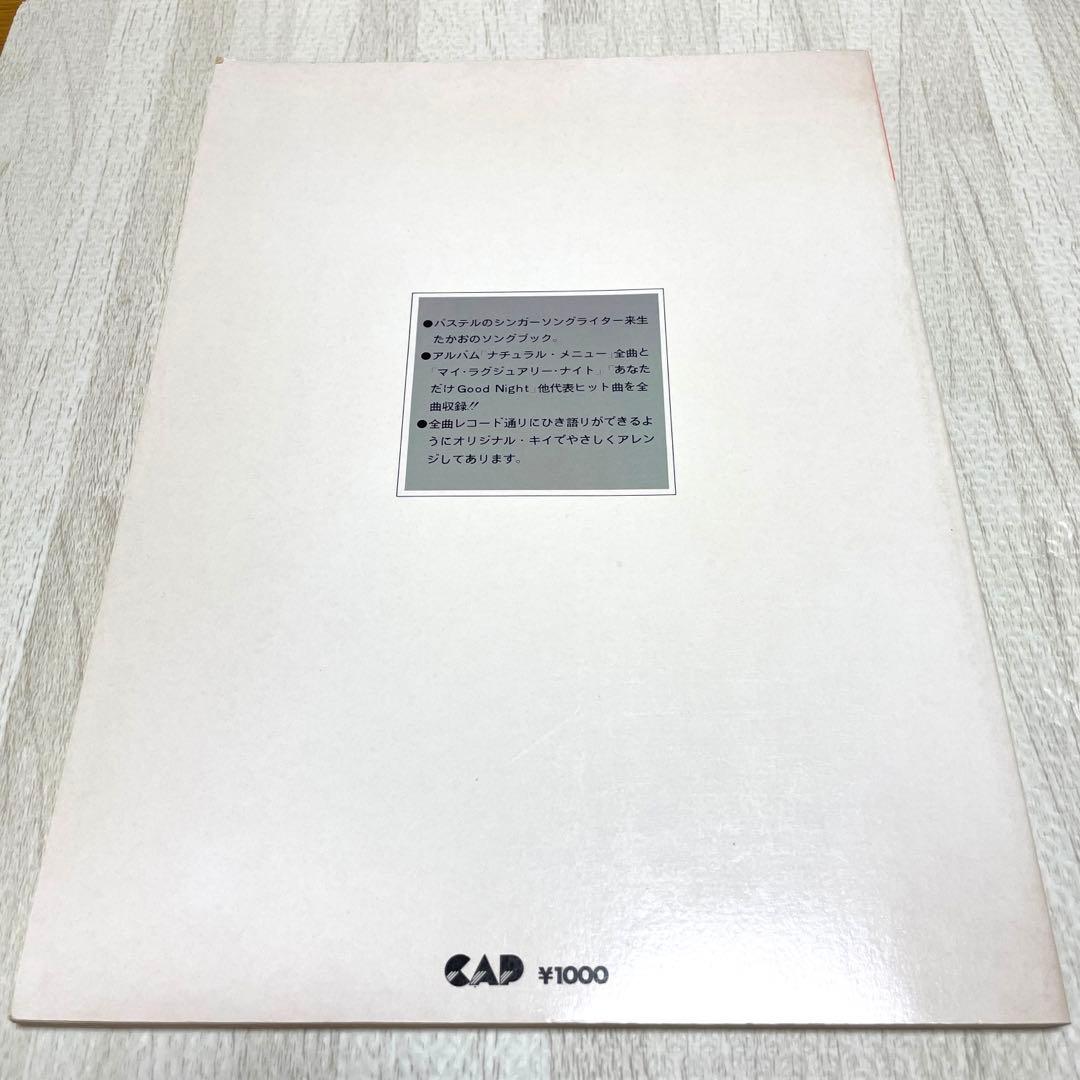 ●パステルのシンガーソングライター来生
たかおのソングブック。
●アルバム「ナチュラル・メニュー」全曲と
「マイ・ラグジュアリー・ナイト」「あなた
だけGood Night」他代表ヒット曲を全
曲収録!!
●全曲レコード通りにひき語りができるよ
うにオリジナル・キイでやさしくアレン
ジしてあります。
CAP ¥1000